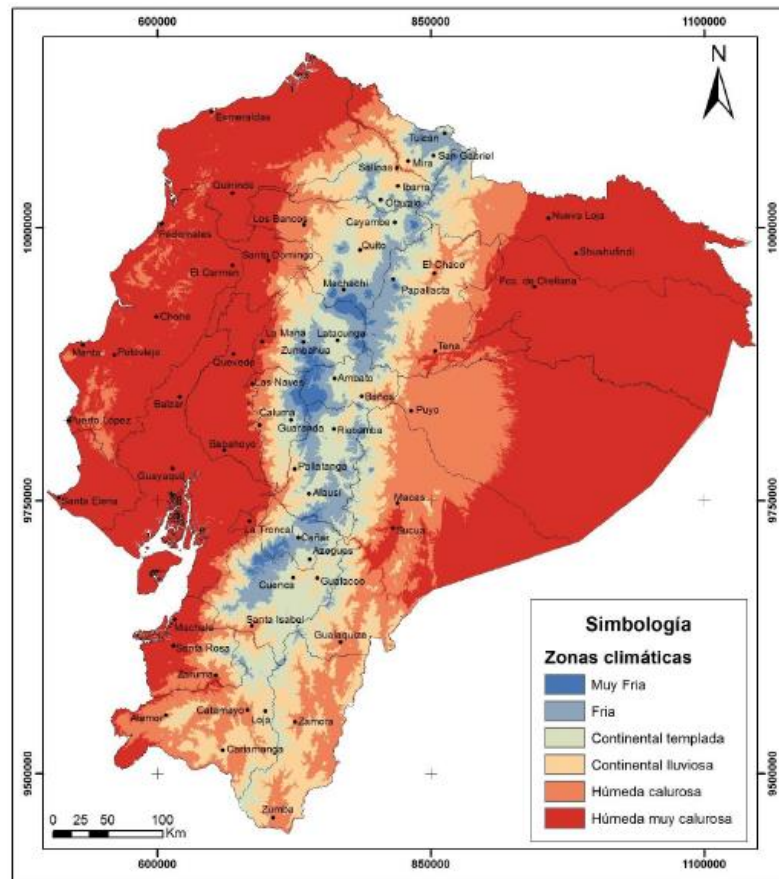 600000
850000
1100000
N
Esmeraldas
Tulcán
San Gabriel
Mira
Salinas
Ibarra
Otavalo
Quinindé
Los Bancos
Cayambe
Nueva Loja
Pedernales
Quito
Shushufindi
Santo Domingo
El Carmen
El Chaco
Machachi
Papallacta
Fco. de Orellana
Chone
La Maná
Latacunga
Zumbahua
Manta
Portoviejo
Quevedo
Tena
Las Naves
Ambato
Baños
Balzar
Caluma
Puyo
Puerto López
Guaranda
Riobamba
Babahoyo
Guayaquil
Pallatanga
Alausí
Macas
Santa Elena
La Troncal
Sucua
Cañar
Azogues
Cuenca
Gualaceo
Machala
Santa Isabel
Gualaquiza
Santa Rosa
Zaruma
Alamor
Catamayo
Loja
Zamora
Cariamanga
Zumba
10000000
9750000
9500000
10000000
9750000
9500000
Simbología
Zonas climáticas
Muy Fria
Fria
Continental templada
Continental lluviosa
Húmeda calurosa
Húmeda muy calurosa
0 25 50 100
Km
600000
850000
1100000